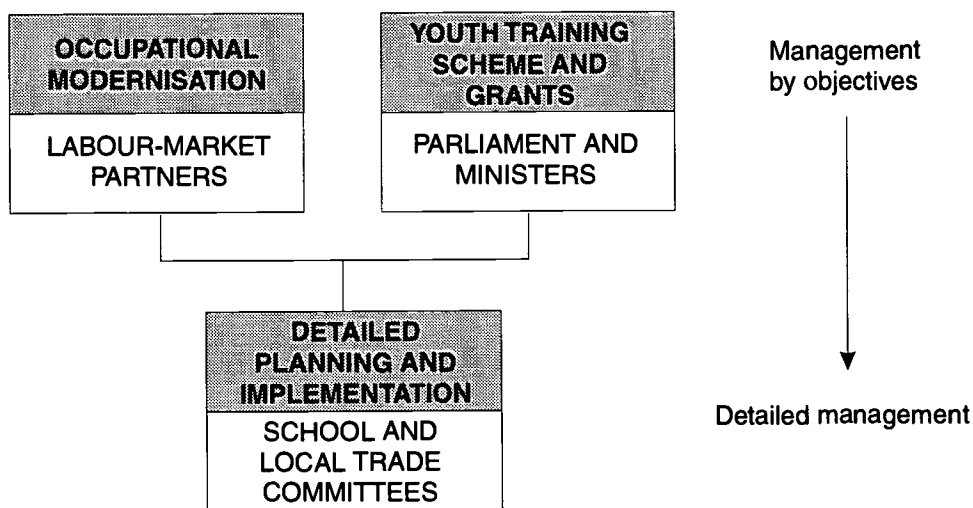 OCCUPATIONAL
MODERNISATION
LABOUR-MARKET
PARTNERS
YOUTH TRAINING
SCHEME AND
GRANTS
PARLIAMENT AND
MINISTERS
Management
by objectives
DETAILED
PLANNING AND
IMPLEMENTATION
SCHOOL AND
LOCAL TRADE
COMMITTEES
Detailed management